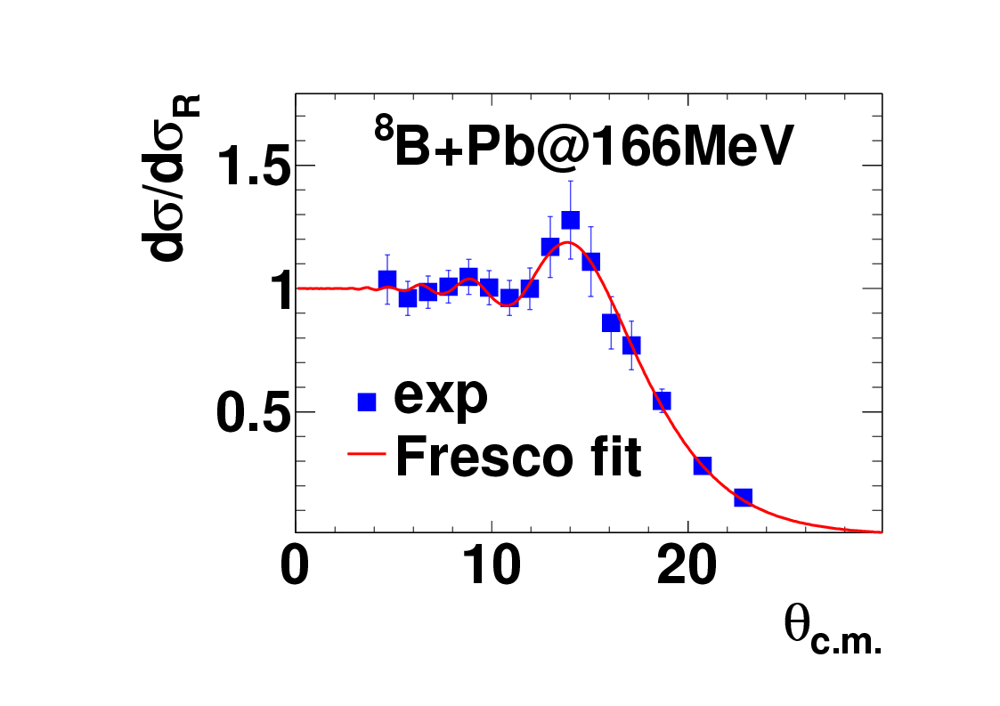 dσ/dσR
⁸B+Pb@166MeV
1.5
1
0.5
exp
Fresco fit
0 10 20
θc.m.